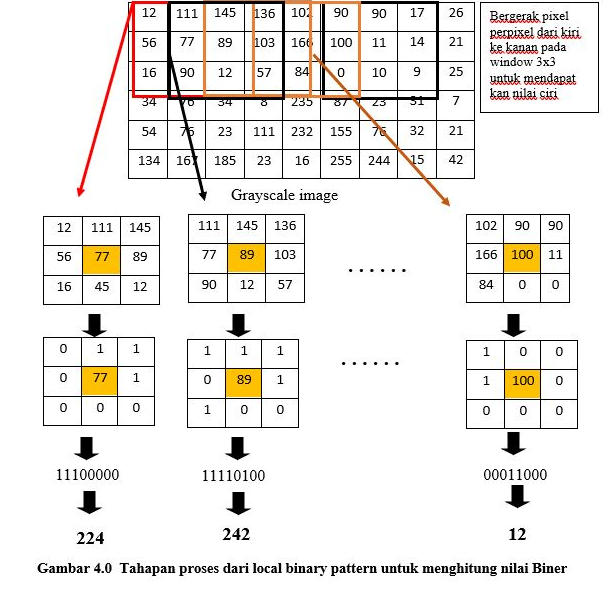 12 111 145 136 102 90 90 17 26
56 77 89 103 166 100 11 14 21
16 90 12 57 84 0 10 9 25
34 76 34 8 235 87 23 31 7
54 76 23 111 232 155 76 32 21
134 167 185 23 16 255 244 15 42
Bergerak pixel
perpixel dari kiri
ke kanan pada
window 3x3
untuk mendapat
kan nilai ciri
Grayscale image
12 111 145
56 77 89
16 45 12
111 145 136
77 89 103
90 12 57
......
102 90 90
166 100 11
84 0 0
0 1 1
0 77 1
0 0 0
1 1 1
0 89 1
1 0 0
......
1 0 0
1 100 0
0 0 0
11100000
11110100
00011000
224
242
12
Gambar 4.0 Tahapan proses dari local binary pattern untuk menghitung nilai Biner